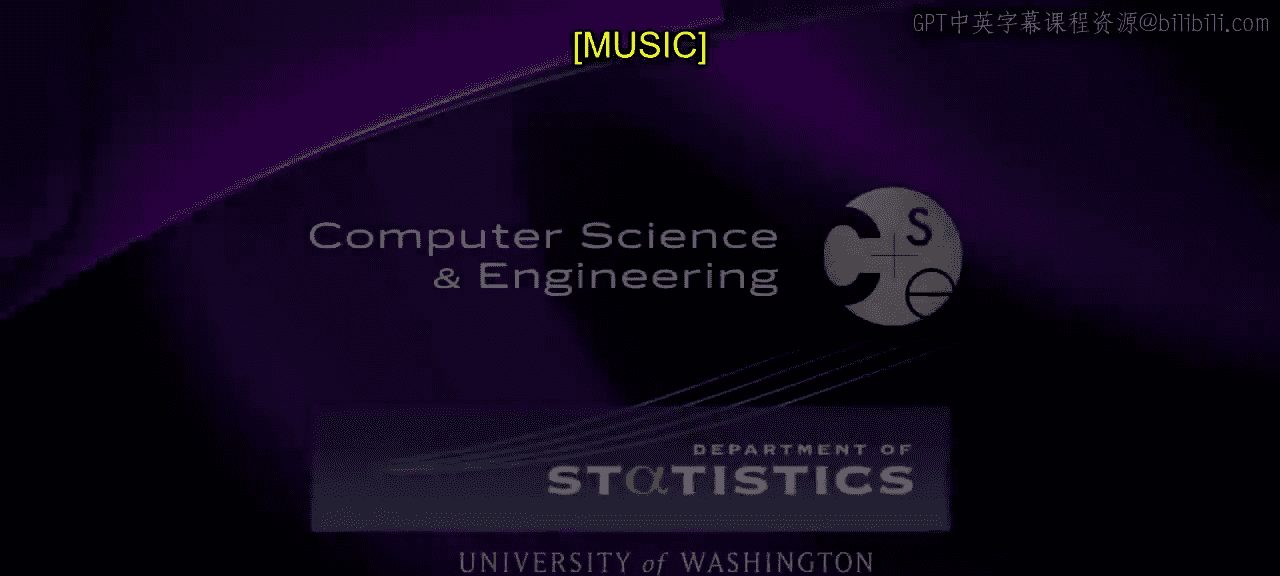 GPT中英字幕课程资源@bilibili.com
[MUSIC]
Computer Science
& Engineering
CSe
DEPARTMENT OF
STαTISTICS
UNIVERSITY of WASHINGTON